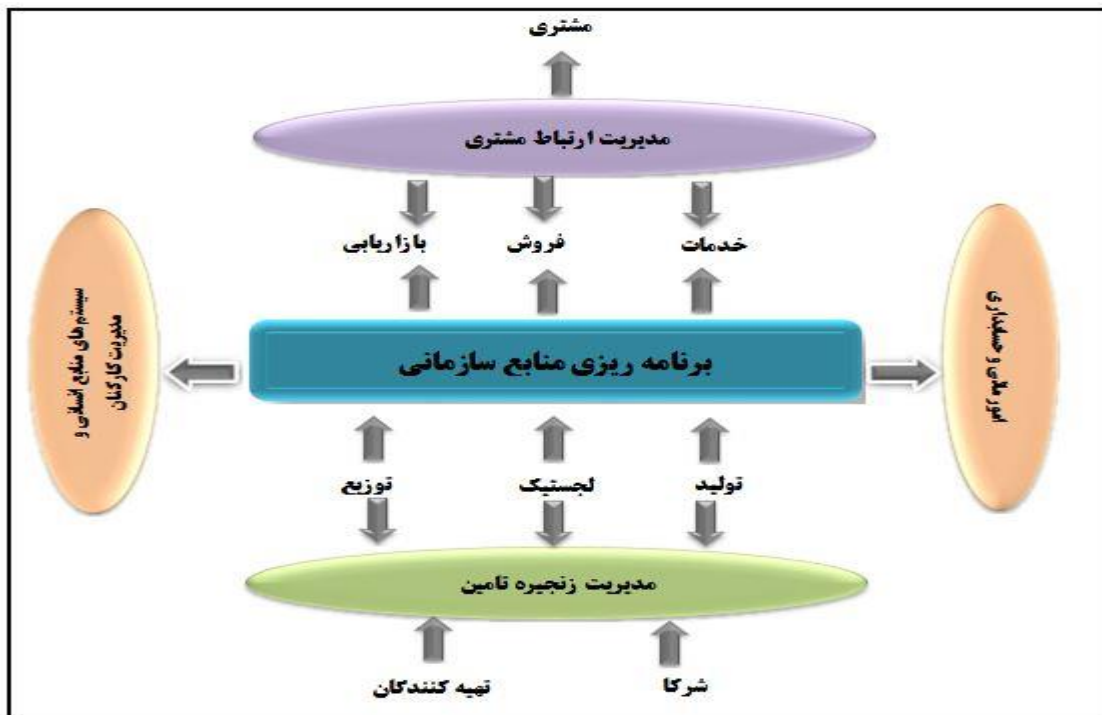 مشتری
مدیریت ارتباط مشتری
خدمات
فروش
بازاریابی
امور مالی و حسابداری
برنامه ریزی منابع سازمانی
سیستم های منابع انسانی و
مدیریت کارکنان
تولید
لجستیک
توزیع
مدیریت زنجیره تامین
شرکا
تهیه کنندگان